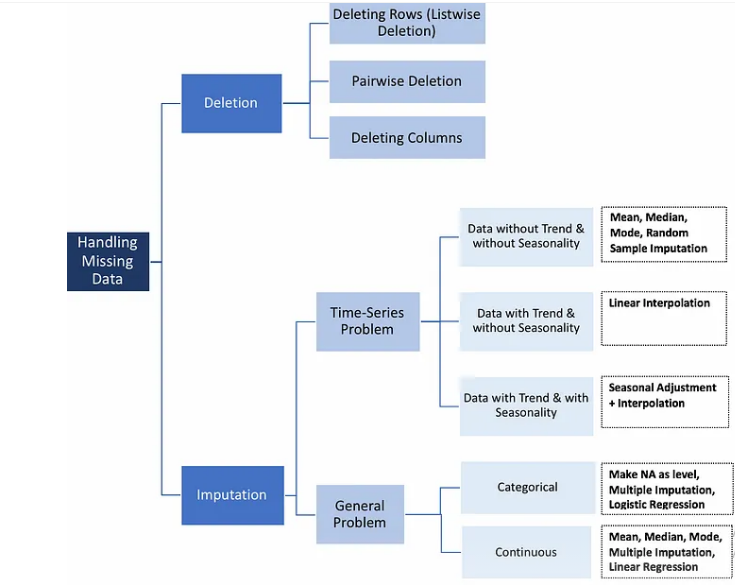 Deleting Rows (Listwise
Deletion)
Deletion
Pairwise Deletion
Deleting Columns
Handling
Missing
Data
Data without Trend &
without Seasonality
Mean, Median,
Mode, Random
Sample Imputation
Time-Series
Problem
Data with Trend &
without Seasonality
Linear Interpolation
Data with Trend & with
Seasonality
Seasonal Adjustment
+ Interpolation
Imputation
General
Problem
Categorical
Make NA as level,
Multiple Imputation,
Logistic Regression
Continuous
Mean, Median, Mode,
Multiple Imputation,
Linear Regression